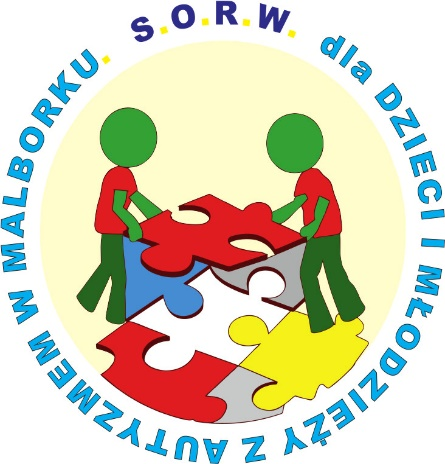 S.O.R.W. dla DZIECI I MŁODZIEŻY Z AUTYZMEM W MALBORKU.